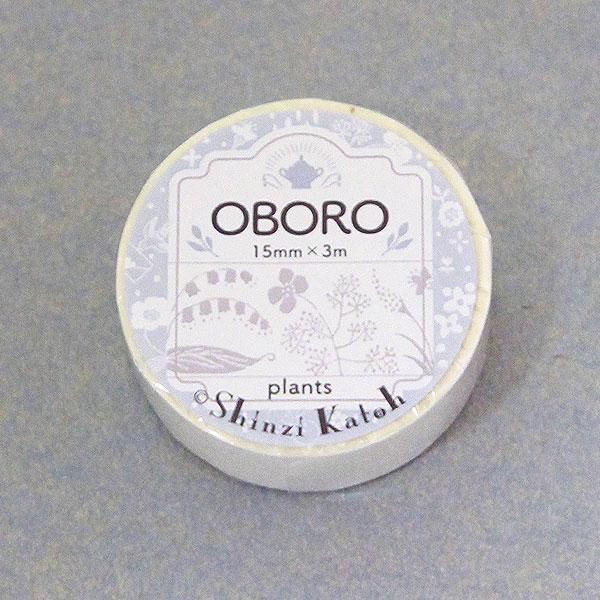 OBORO
15mm × 3m
plants
© Shinzi Katoh